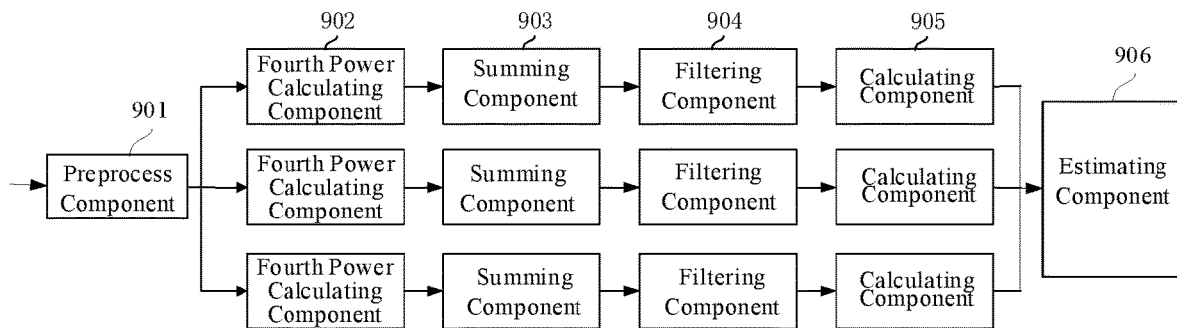 902
903
904
905
906
901
Fourth Power
Calculating
Component
Summing
Component
Filtering
Component
Calculating
Component
Preprocess
Component
Fourth Power
Calculating
Component
Summing
Component
Filtering
Component
Calculating
Component
Estimating
Component
Fourth Power
Calculating
Component
Summing
Component
Filtering
Component
Calculating
Component